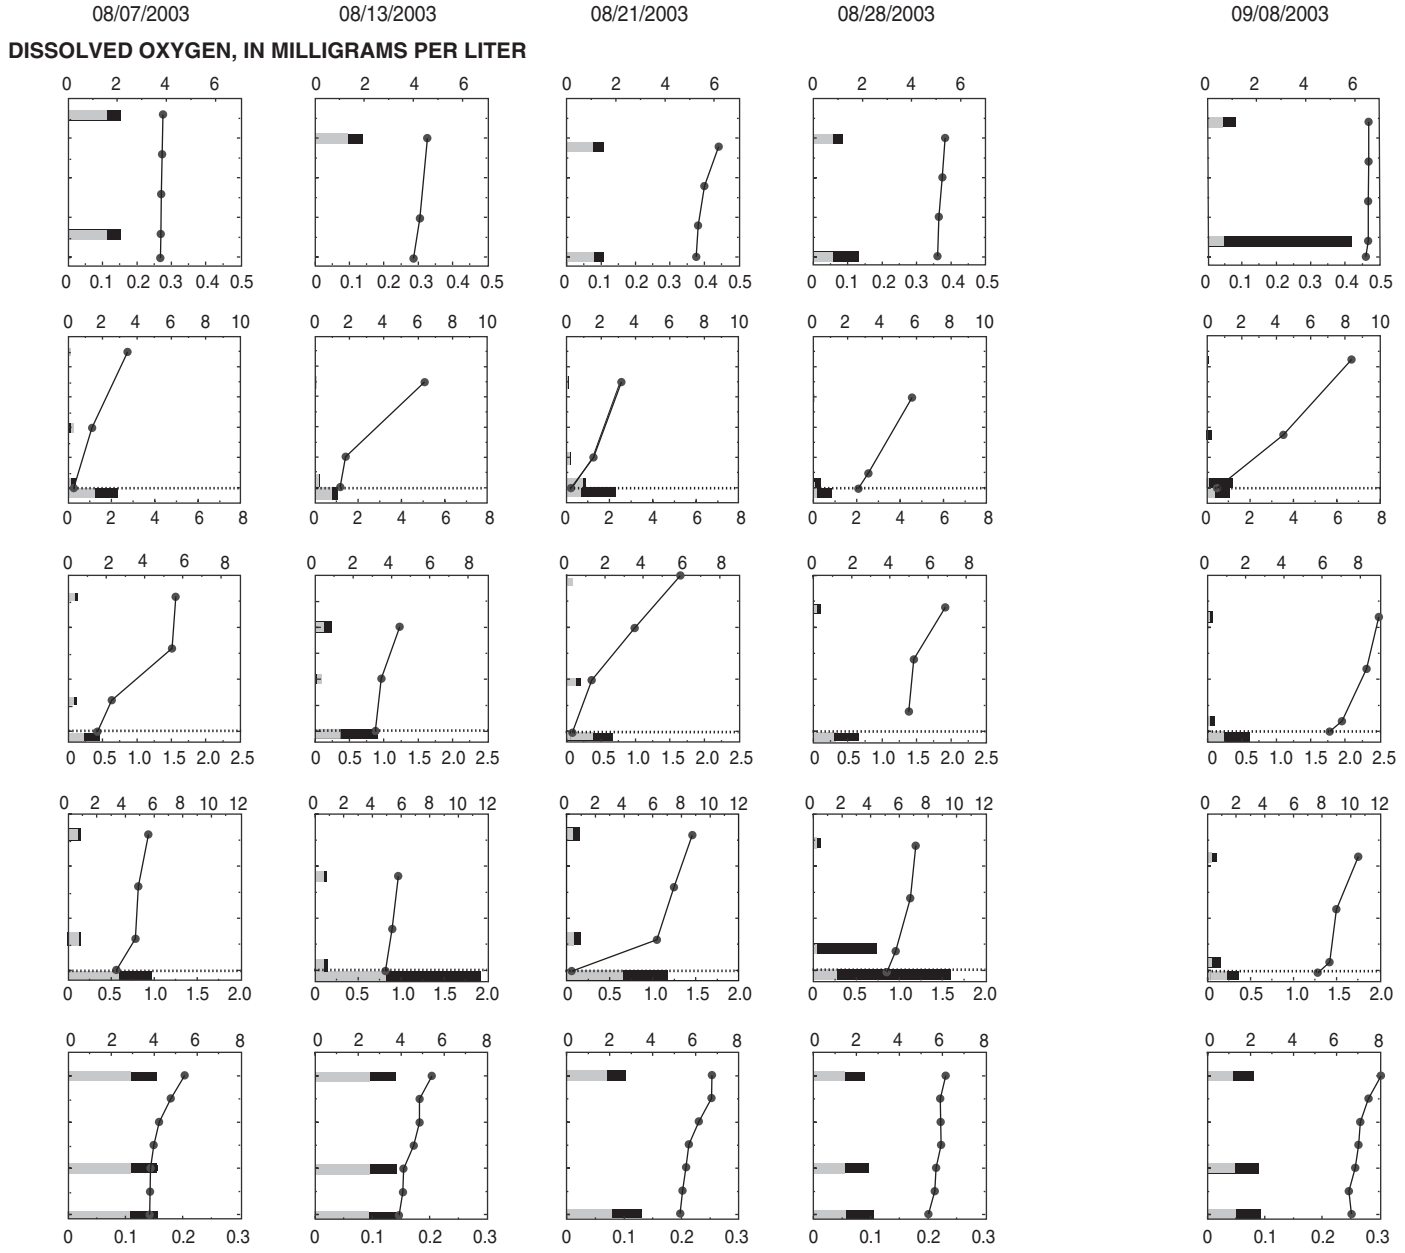 08/07/2003 08/13/2003 08/21/2003 08/28/2003 09/08/2003
DISSOLVED OXYGEN, IN MILLIGRAMS PER LITER
0 2 4 6 0 2 4 6 0 2 4 6 0 2 4 6 0 2 4 6
0 0.1 0.2 0.3 0.4 0.5 0 0.1 0.2 0.3 0.4 0.5 0 0.1 0.2 0.3 0.4 0.5 0 0.1 0.2 0.3 0.4 0.5 0 0.1 0.2 0.3 0.4 0.5
0 2 4 6 8 10 0 2 4 6 8 10 0 2 4 6 8 10 0 2 4 6 8 10 0 2 4 6 8 10
0 2 4 6 8 0 2 4 6 8 0 2 4 6 8 0 2 4 6 8 0 2 4 6 8
0 2 4 6 8 0 2 4 6 8 0 2 4 6 8 0 2 4 6 8 0 2 4 6 8
0 0.5 1.0 1.5 2.0 2.5 0 0.5 1.0 1.5 2.0 2.5 0 0.5 1.0 1.5 2.0 2.5 0 0.5 1.0 1.5 2.0 2.5 0 0.5 1.0 1.5 2.0 2.5
0 2 4 6 8 10 12 0 2 4 6 8 10 12 0 2 4 6 8 10 12 0 2 4 6 8 10 12 0 2 4 6 8 10 12
0 0.5 1.0 1.5 2.0 0 0.5 1.0 1.5 2.0 0 0.5 1.0 1.5 2.0 0 0.5 1.0 1.5 2.0 0 0.5 1.0 1.5 2.0
0 2 4 6 8 0 2 4 6 8 0 2 4 6 8 0 2 4 6 8 0 2 4 6 8
0 0.1 0.2 0.3 0 0.1 0.2 0.3 0 0.1 0.2 0.3 0 0.1 0.2 0.3 0 0.1 0.2 0.3